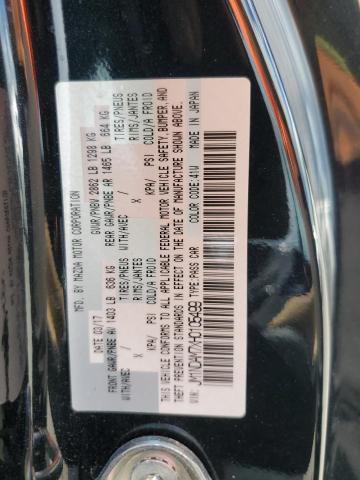 MFD. BY MAZDA MOTOR CORPORATION
DATE 03/17 GVWR/PNBV 2862 LB 1298 KG
FRONT GAWR/PNBE AV 1403 LB 636 KG REAR GAWR/PNBE AR 1465 LB 664 KG
WITH/AVEC / TIRES/PNEUS WITH/AVEC / TIRES/PNEUS
/ RIMS/JANTES / RIMS/JANTES
KPA/ PSI COLD/A FROID KPA/ PSI COLD/A FROID
THIS VEHICLE CONFORMS TO ALL APPLICABLE FEDERAL MOTOR VEHICLE SAFETY, BUMPER, AND
THEFT PREVENTION STANDARDS IN EFFECT ON THE DATE OF MANUFACTURE SHOWN ABOVE.
VIN: TYPE: PASS CAR COLOR CODE: 41W MADE IN JAPAN